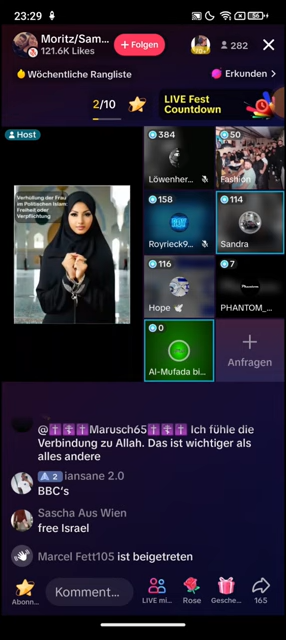 23:29
56
Moritz/Sam...
121.6K Likes
+ Folgen
282
Wöchentliche Rangliste
Erkunden >
2/10
LIVE Fest
Countdown
Host
Verhüllung der Frau
im Politischen Islam
Freiheit oder
Verpflichtung
384
Löwenher...
50
Fashion
158
Royrieck9...
114
Sandra
116
Hope
7
PHANTOM_...
0
Al-Mufada bi...
+
Anfragen
@✝️✝️✝️Marusch65✝️✝️✝️ Ich fühle die
Verbindung zu Allah. Das ist wichtiger als
alles andere
2 iansane 2.0
BBC's
Sascha Aus Wien
free Israel
Marcel Fett105 ist beigetreten
Kommen...
Abonn...
LIVE mi...
Rose
Gesche...
165